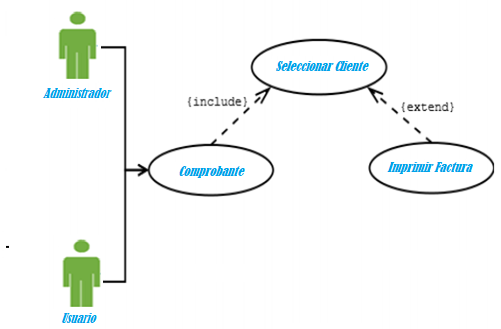 Seleccionar Cliente
Administrador
{include}
{extend}
Comprobante
Imprimir Factura
Usuario